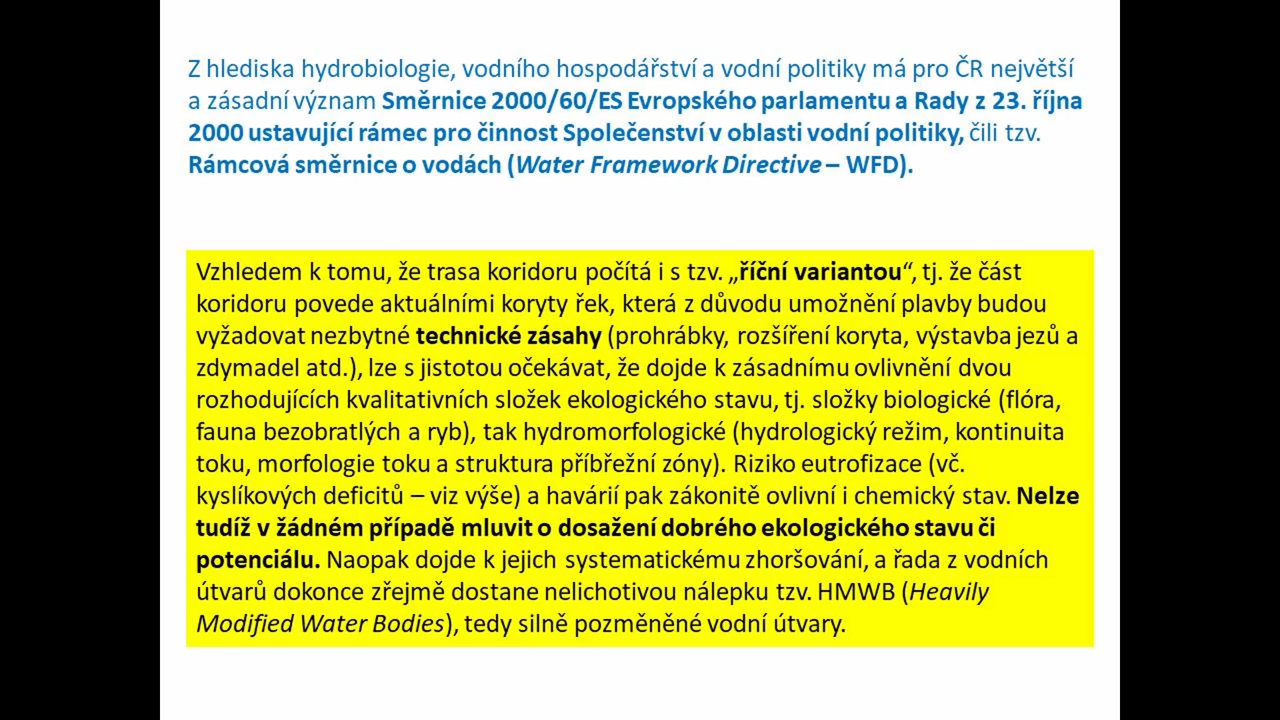 Z hlediska hydrobiologie, vodního hospodářství a vodní politiky má pro ČR největší
a zásadní význam Směrnice 2000/60/ES Evropského parlamentu a Rady z 23. října
2000 ustavující rámec pro činnost Společenství v oblasti vodní politiky, čili tzv.
Rámcová směrnice o vodách (Water Framework Directive – WFD).
Vzhledem k tomu, že trasa koridoru počítá i s tzv. „říční variantou“, tj. že část
koridoru povede aktuálními koryty řek, která z důvodu umožnění plavby budou
vyžadovat nezbytné technické zásahy (prohrábky, rozšíření koryta, výstavba jezů a
zdymadel atd.), lze s jistotou očekávat, že dojde k zásadnímu ovlivnění dvou
rozhodujících kvalitativních složek ekologického stavu, tj. složky biologické (flóra,
fauna bezobratlých a ryb), tak hydromorfologické (hydrologický režim, kontinuita
toku, morfologie toku a struktura příbřežní zóny). Riziko eutrofizace (vč.
kyslíkových deficitů – viz výše) a havárií pak zákonitě ovlivní i chemický stav. Nelze
tudíž v žádném případě mluvit o dosažení dobrého ekologického stavu či
potenciálu. Naopak dojde k jejich systematickému zhoršování, a řada z vodních
útvarů dokonce zřejmě dostane nelichotivou nálepku tzv. HMWB (Heavily
Modified Water Bodies), tedy silně pozměněné vodní útvary.